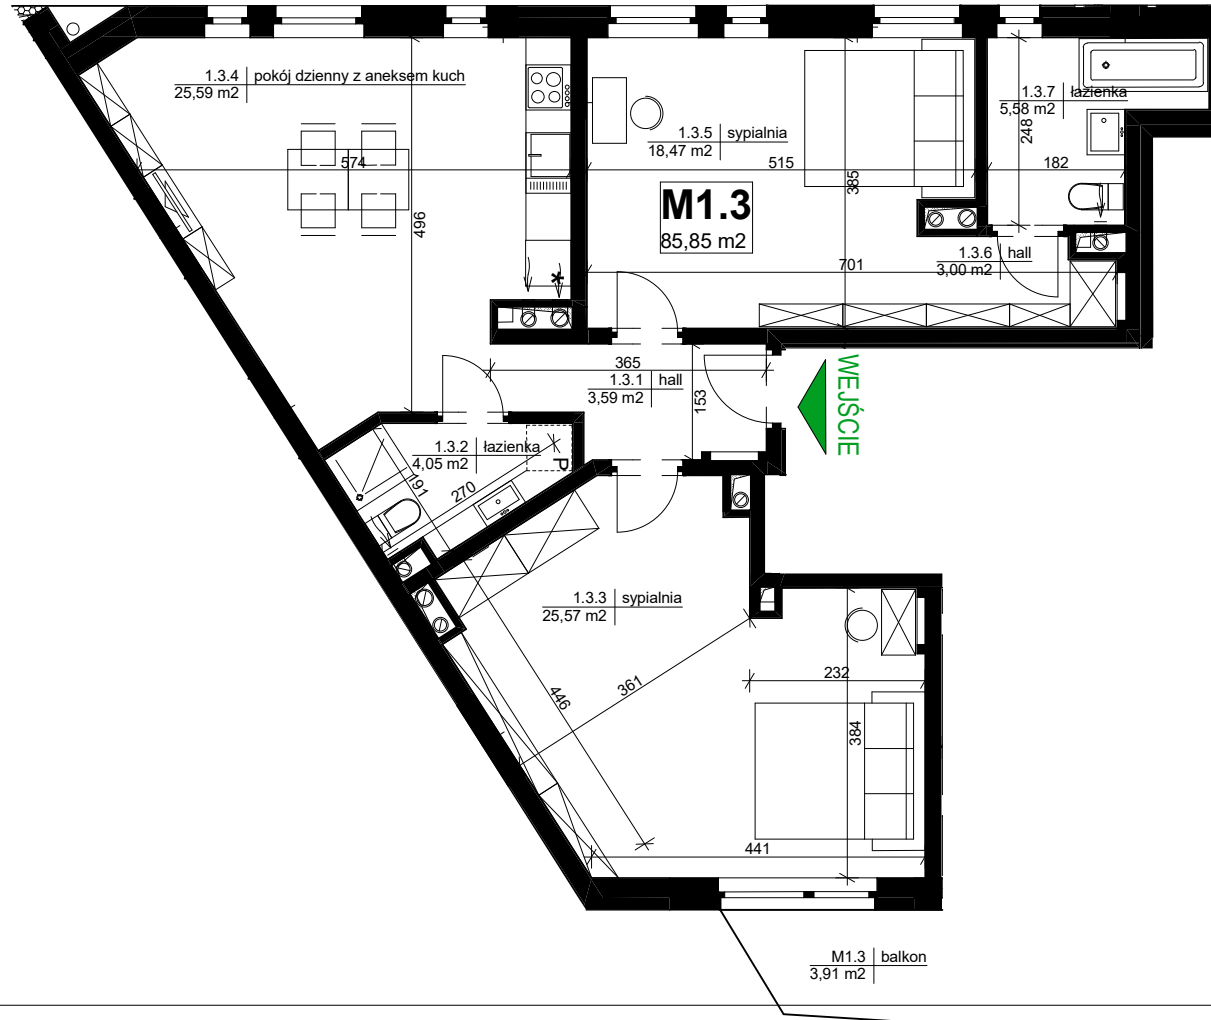 1.3.4 pokój dzienny z aneksem kuch
25,59 m2
1.3.5 sypialnia
18,47 m2
1.3.7 łazienka
5,58 m2
248
574
515
385
182
M1.3
85,85 m2
496
1.3.6 hall
3,00 m2
701
*
365
1.3.1 hall
3,59 m2
153
WEJŚCIE
1.3.2 łazienka
4,05 m2
P
191
270
1.3.3 sypialnia
25,57 m2
446
361
232
384
441
M1.3 balkon
3,91 m2